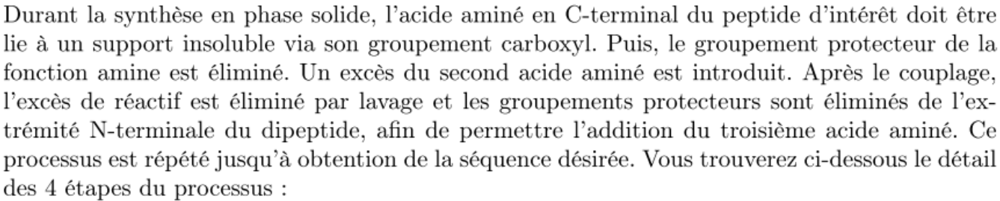 Durant la synthèse en phase solide, l'acide aminé en C-terminal du peptide d'intérêt doit être
lie à un support insoluble via son groupement carboxyl. Puis, le groupement protecteur de la
fonction amine est éliminé. Un excès du second acide aminé est introduit. Après le couplage,
l'excès de réactif est éliminé par lavage et les groupements protecteurs sont éliminés de l'ex-
trémité N-terminale du dipeptide, afin de permettre l'addition du troisième acide aminé. Ce
processus est répété jusqu'à obtention de la séquence désirée. Vous trouverez ci-dessous le détail
des 4 étapes du processus :